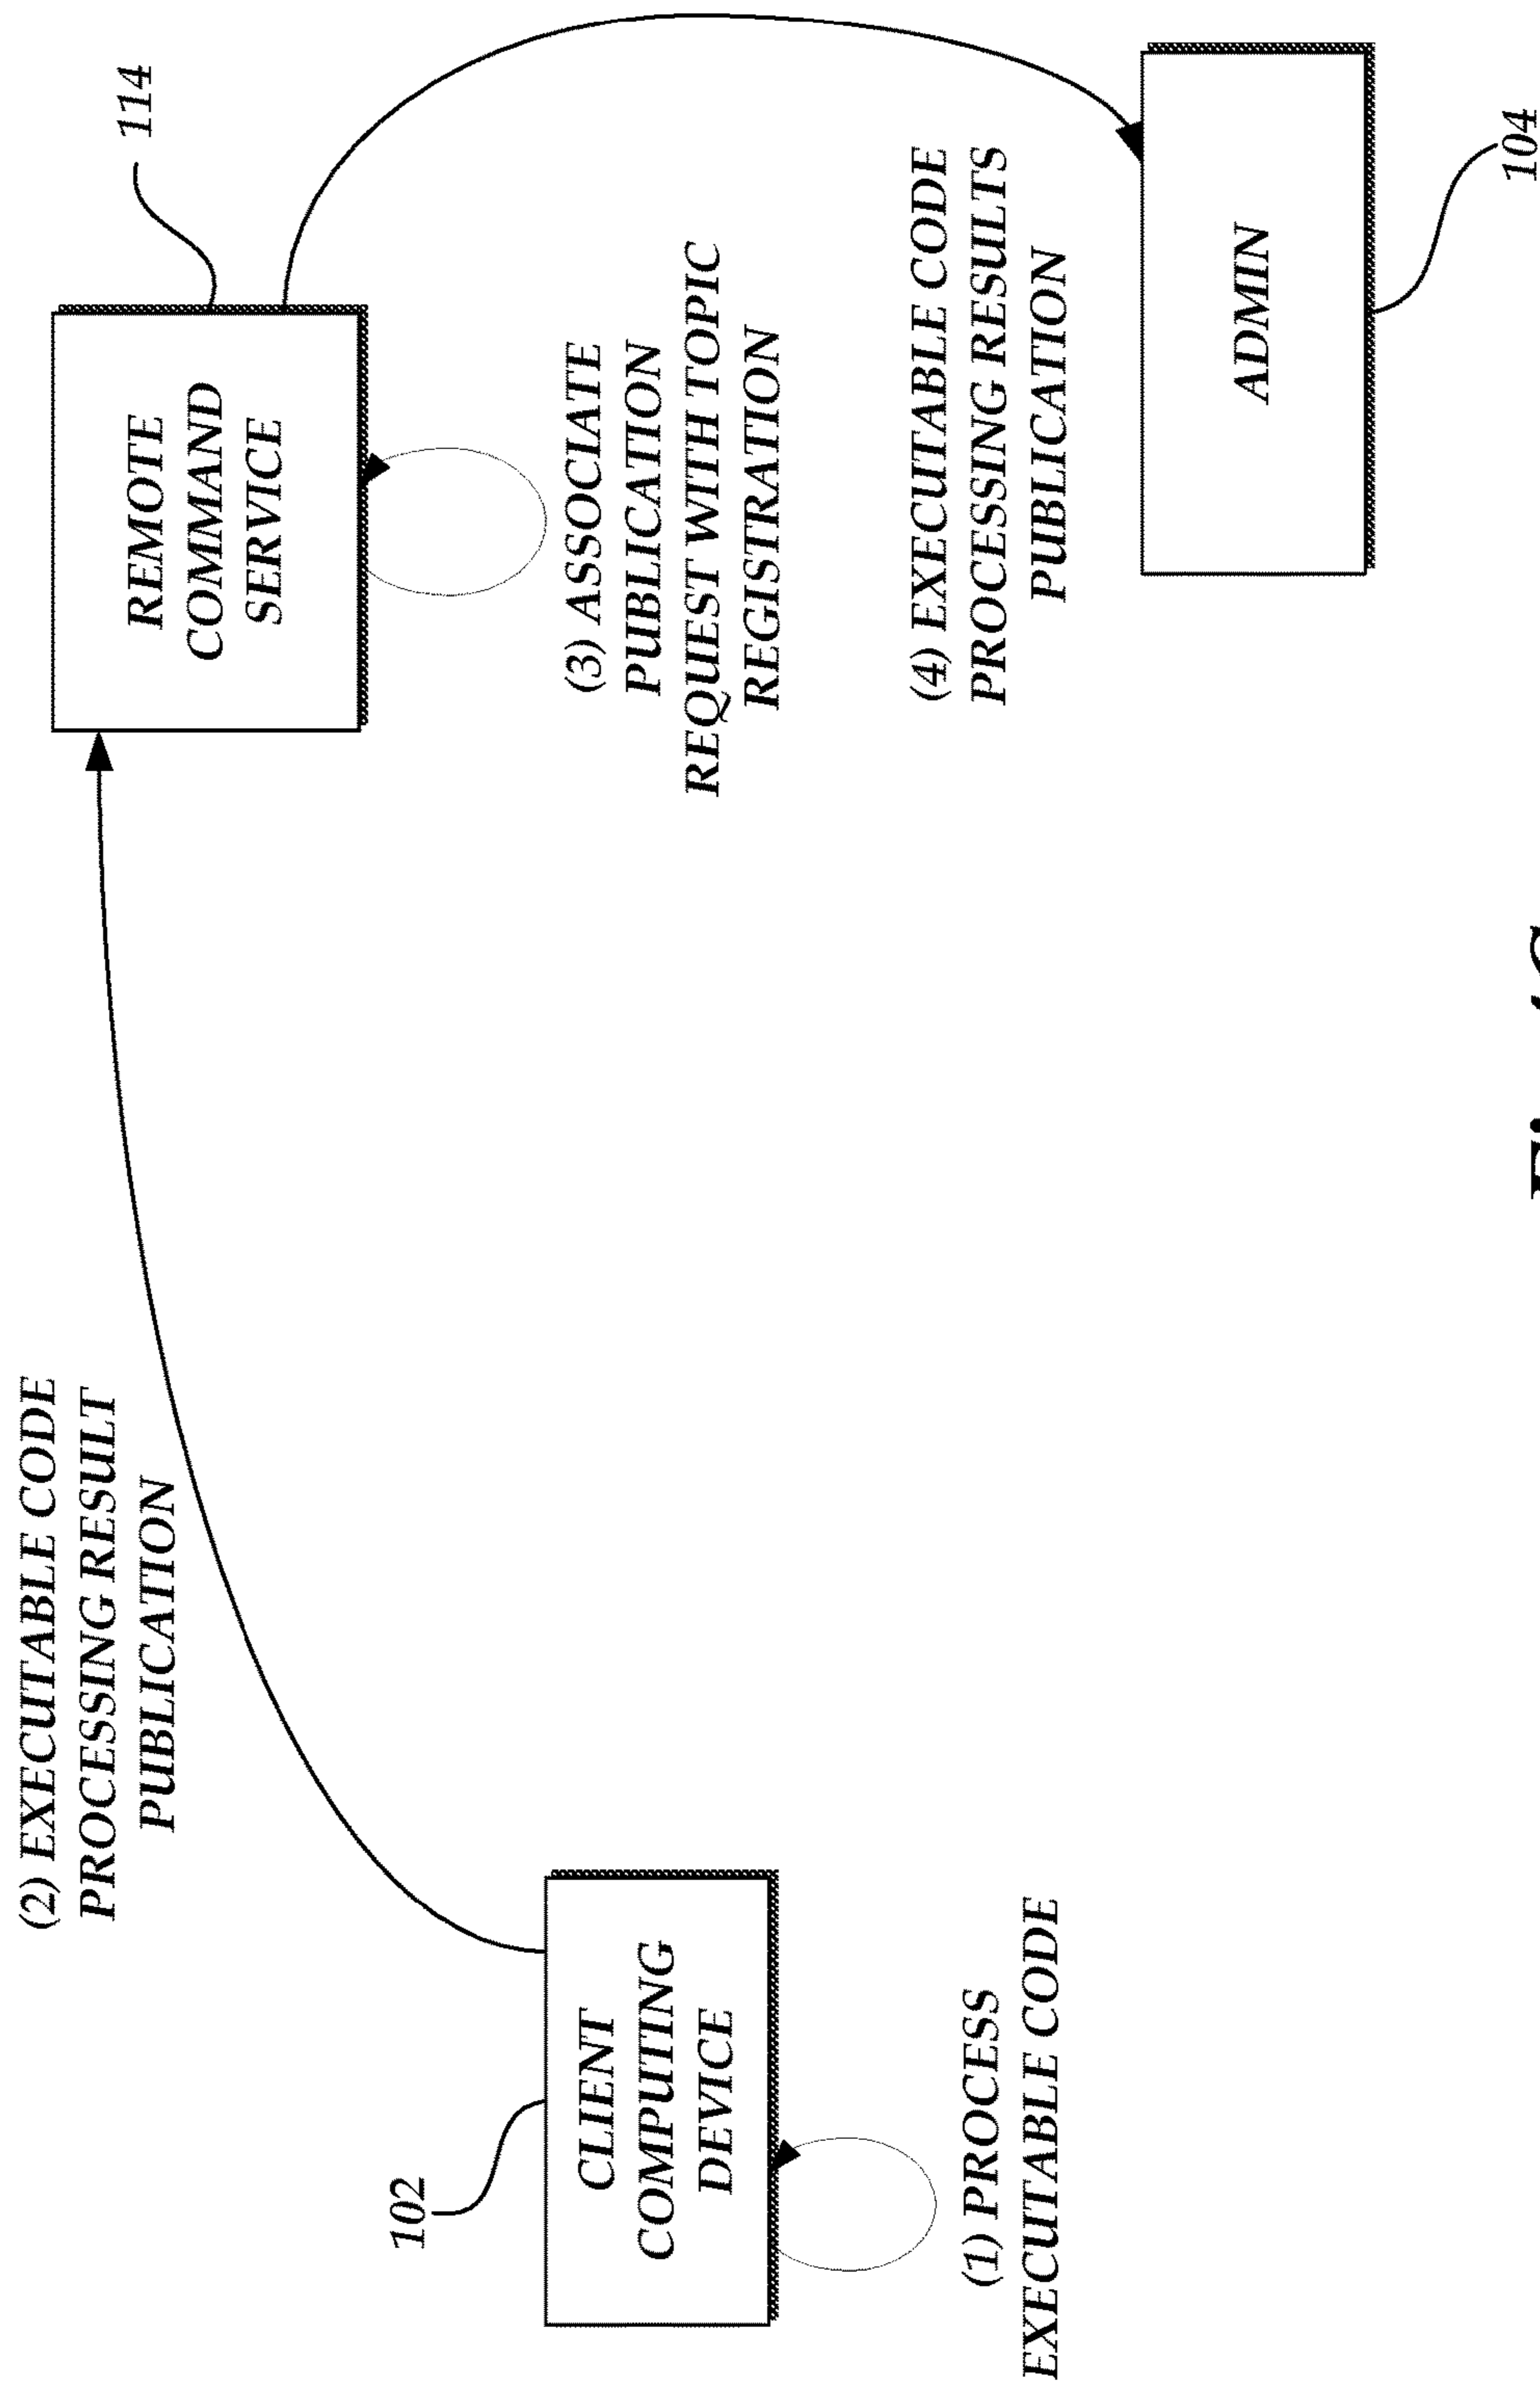 (2) EXECUTABLE CODE
PROCESSING RESULT
PUBLICATION
114
REMOTE
COMMAND
SERVICE
102
CLIENT
COMPUTING
DEVICE
(3) ASSOCIATE
PUBLICATION
REQUEST WITH TOPIC
REGISTRATION
(1) PROCESS
EXECUTABLE CODE
(4) EXECUTABLE CODE
PROCESSING RESULTS
PUBLICATION
ADMIN
104